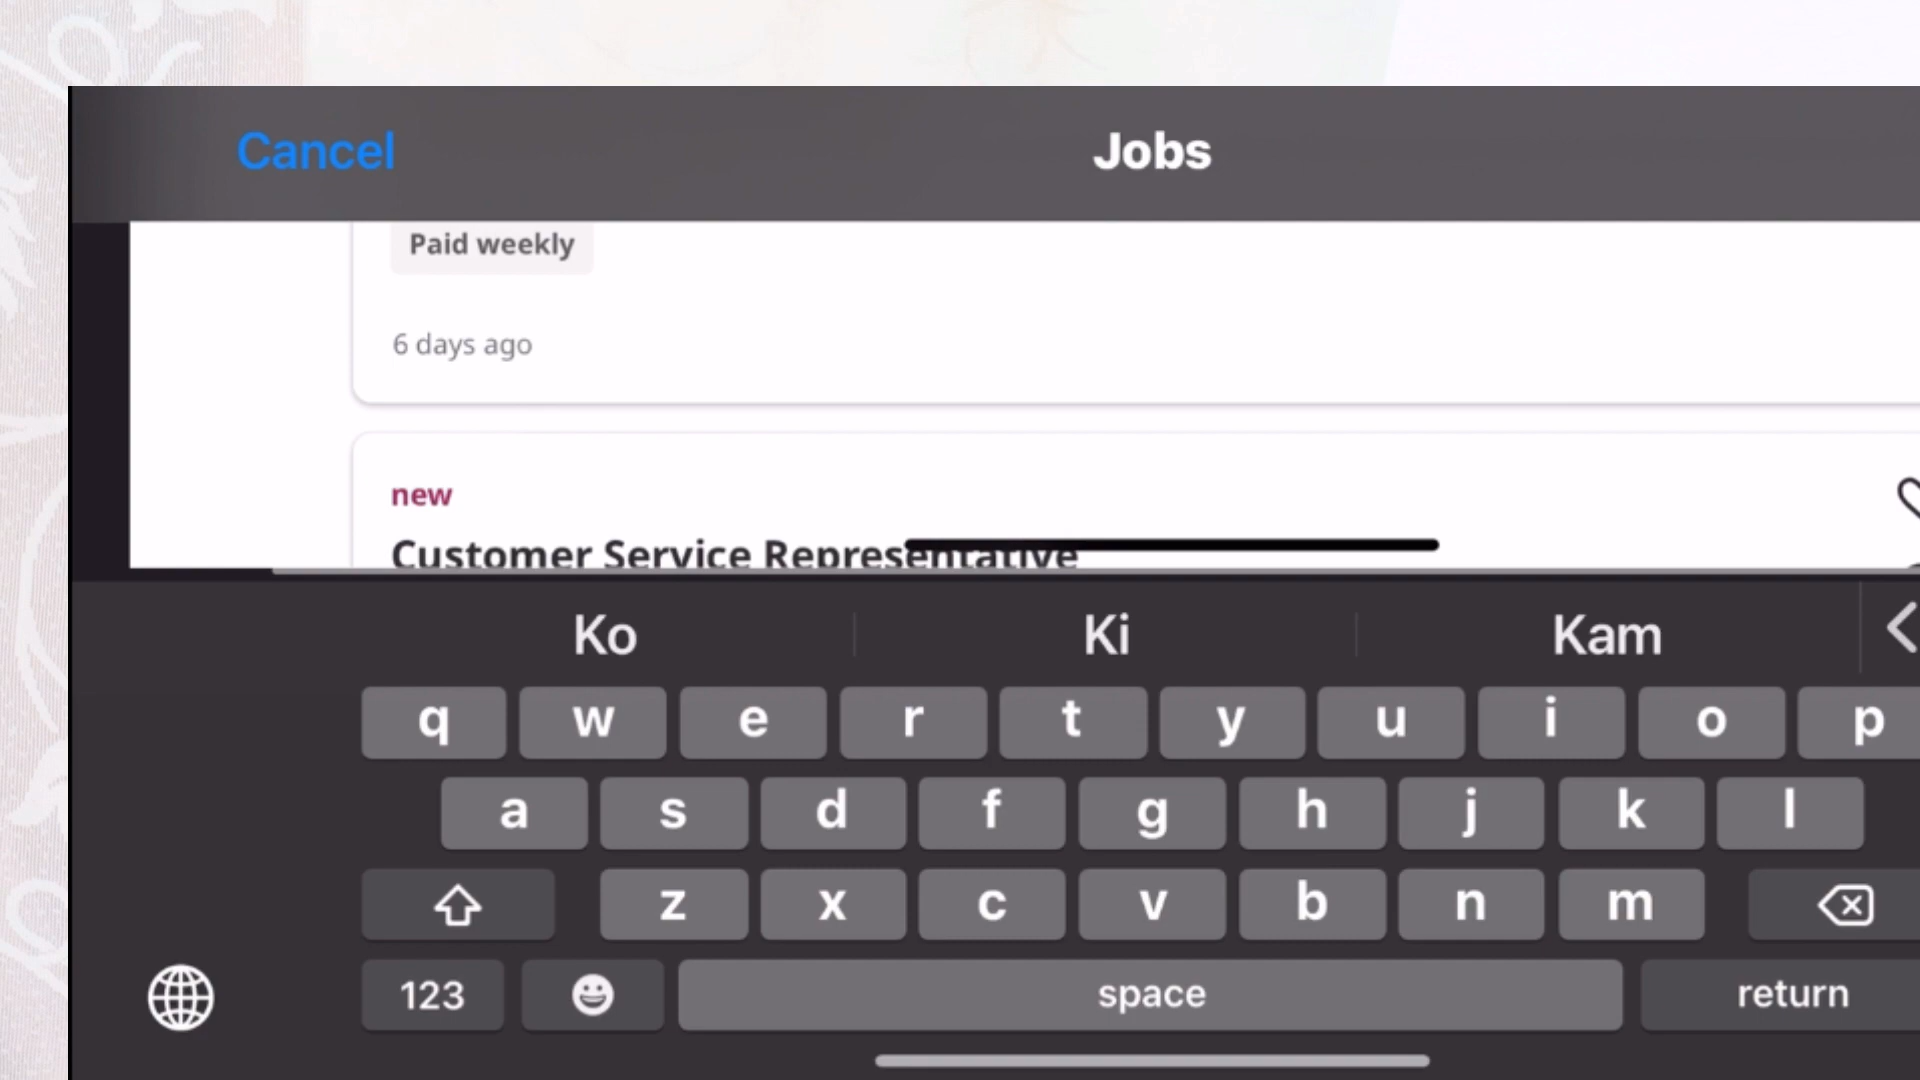 Cancel Jobs
Paid weekly
6 days ago
new
Customer Service Representative
Ko Ki Kam
q w e r t y u i o p
a s d f g h j k l
z x c v b n m
123 space return